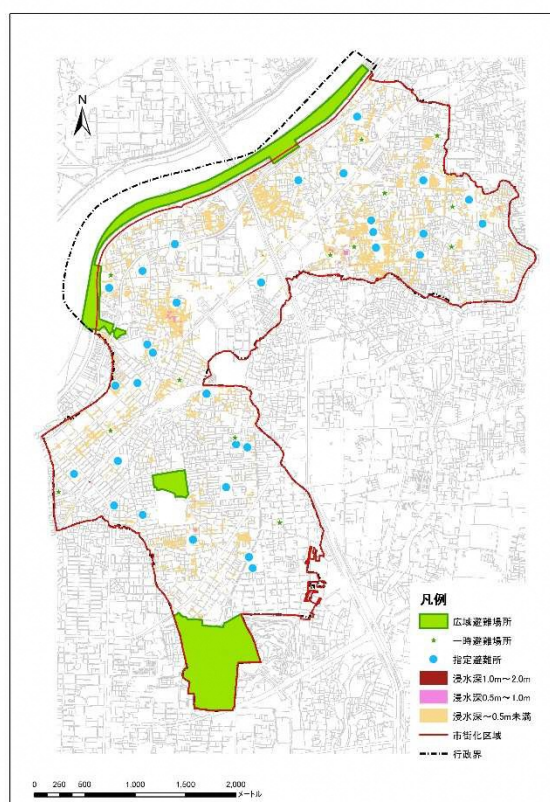 N
凡例
広域避難場所
一時避難場所
指定避難所
浸水深1.0m～2.0m
浸水深0.5m～1.0m
浸水深～0.5m未満
市街化区域
行政界
0 250 500 1,000 1,500 2,000
メートル